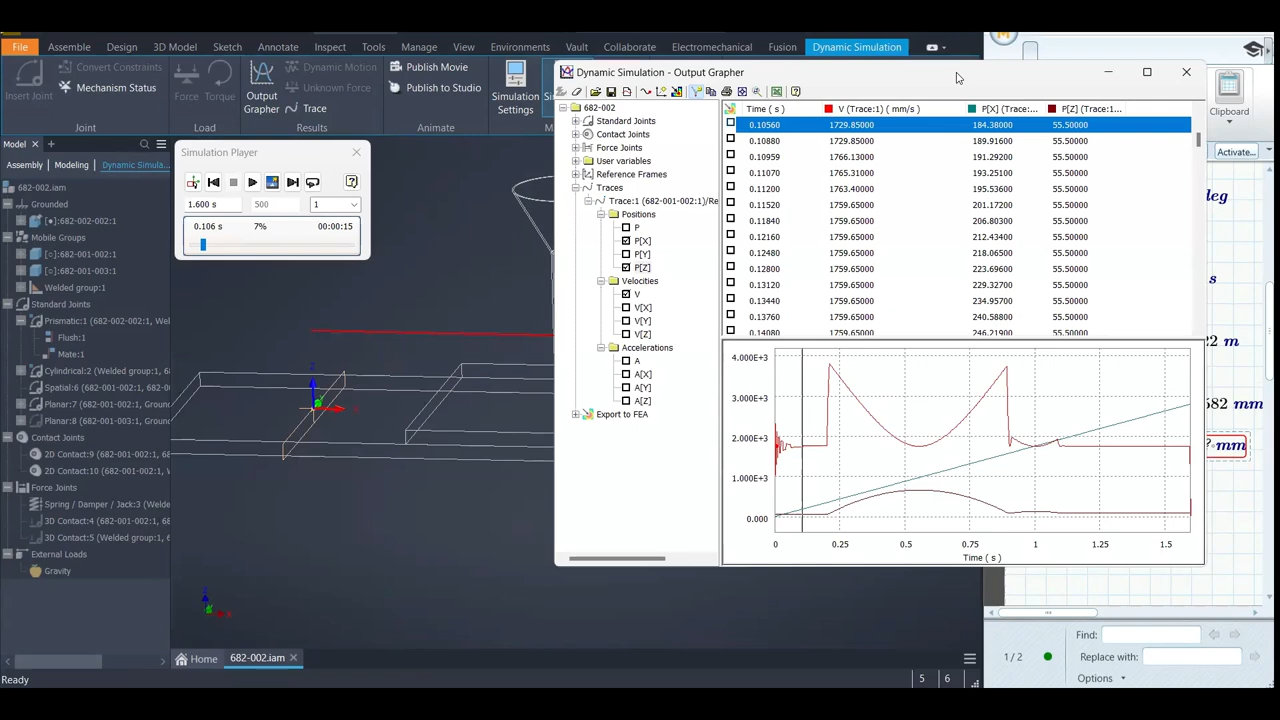 File Assembly Design 3D Model Sketch Annotate Inspect Tools Manage View Environments Vault Collaborate Electromechanical Fusion Dynamic Simulation
Insert Joint
Convert Constraints
Mechanism Status
Joint
Force
Torque
Load
Output Grapher
Dynamic Motion
Trace
Results
Publish Movie
Publish to Studio
Animate
Simulation Settings
Model
Assembly Modeling Dynamic Simula...
682-002.iam
Grounded
[•]:682-002-002:1
Mobile Groups
[○]:682-001-002:1
[○]:682-001-003:1
Welded group:1
Standard Joints
Prismatic:1 (682-002-002:1, Wel
Flush:1
Mate:1
Cylindrical:2 (Welded group:1,
Spatial:6 (682-001-002:1, 682-0
Planar:7 (682-001-002:1, Groun
Planar:8 (682-001-003:1, Groun
Contact Joints
2D Contact:9 (682-001-002:1,
2D Contact:10 (682-001-002:1,
Force Joints
Spring / Damper / Jack:3 (Welde
3D Contact:4 (682-001-002:1,
3D Contact:5 (Welded group:1,
External Loads
Gravity
Simulation Player
1.600 s 500 1
0.106 s 7% 00:00:15
Dynamic Simulation - Output Grapher
682-002
Standard Joints
Contact Joints
Force Joints
User variables
Reference Frames
Traces
Trace:1 (682-001-002:1)/Re
Positions
P
P[X]
P[Y]
P[Z]
Velocities
V
V[X]
V[Y]
V[Z]
Accelerations
A
A[X]
A[Y]
A[Z]
Export to FEA
Time ( s ) V (Trace:1) ( mm/s ) P[X] (Trace:... P[Z] (Trace:1...
0.10560 1729.85000 184.38000 55.50000
0.10880 1729.85000 189.91600 55.50000
0.10959 1766.13000 191.29200 55.50000
0.11070 1765.31000 193.25100 55.50000
0.11200 1763.40000 195.53600 55.50000
0.11520 1759.65000 201.17200 55.50000
0.11840 1759.65000 206.80300 55.50000
0.12160 1759.65000 212.43400 55.50000
0.12480 1759.65000 218.06500 55.50000
0.12800 1759.65000 223.69600 55.50000
0.13120 1759.65000 229.32700 55.50000
0.13440 1759.65000 234.95700 55.50000
0.13760 1759.65000 240.58800 55.50000
0.14080 1759.65000 246.21900 55.50000
4.000E+3
3.000E+3
2.000E+3
1.000E+3
0.000
0 0.25 0.5 0.75 1 1.25 1.5
Time ( s )
Clipboard
Activate...
deg
s
22 m
582 mm
? mm
1 / 2
Find:
Replace with:
Options
Home 682-002.iam
Ready
5 6